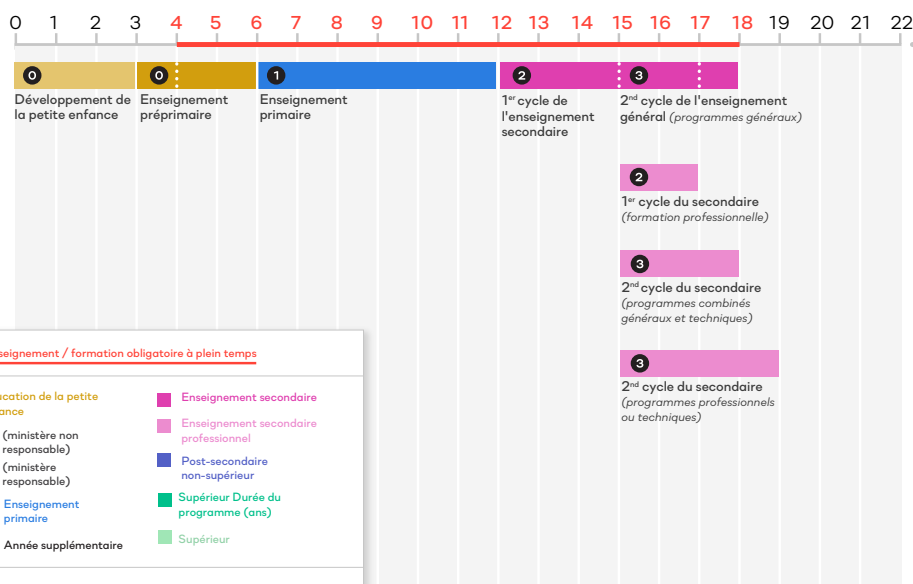 0 1 2 3 4 5 6 7 8 9 10 11 12 13 14 15 16 17 18 19 20 21 22
0 0 1 2 3
Développement de la petite enfance
Enseignement préprimaire
Enseignement primaire
1er cycle de l'enseignement secondaire
2nd cycle de l'enseignement général (programmes généraux)
2
1er cycle du secondaire
(formation professionelle)
3
2nd cycle du secondaire
(programmes combinés
généraux et techniques)
3
2nd cycle du secondaire
(programmes professionels
ou techniques)
seignement / formation obligatoire à plein temps
ucation de la petite
ance
(ministère non
responsable)
(ministère
responsable)
Enseignement
primaire
Année supplémentaire
Enseignement secondaire
Enseignement secondaire
professionnel
Post-secondaire
non-supérieur
Supérieur Durée du
programme (ans)
Supérieur